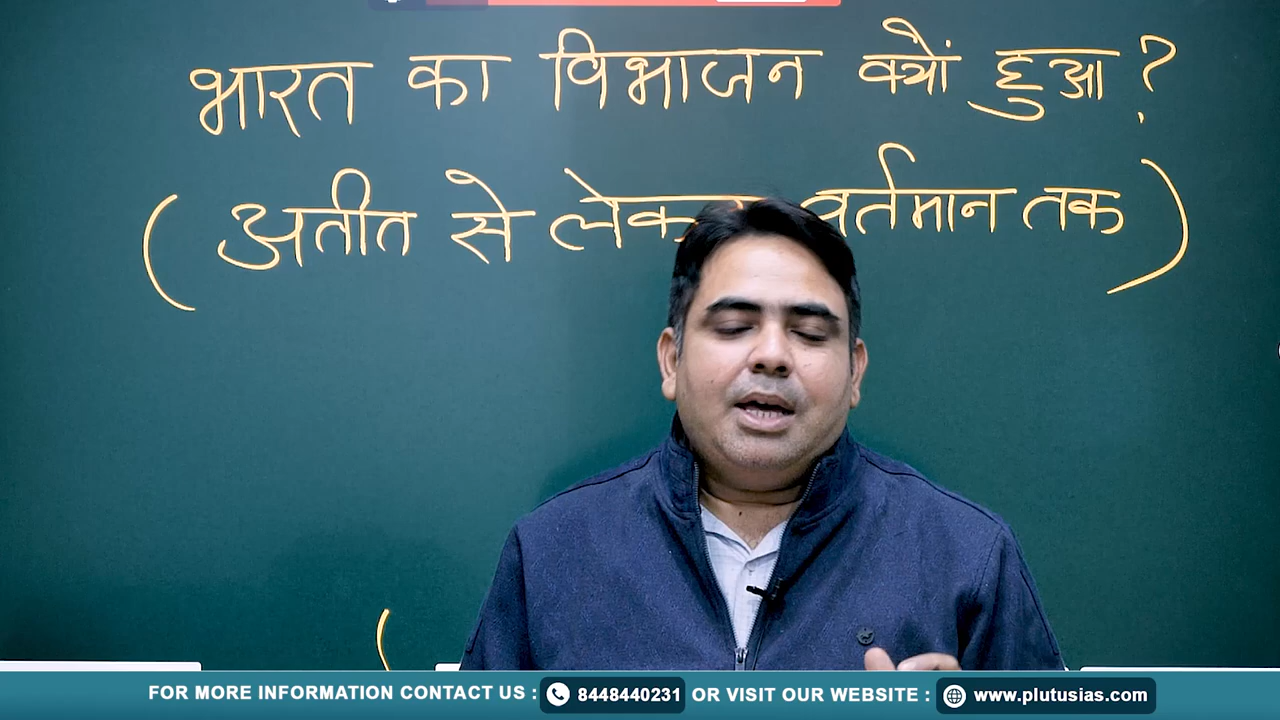 भारत का विभाजन क्यों हुआ ?
( अतीत से लेकर वर्तमान तक )
FOR MORE INFORMATION CONTACT US : 8448440231 OR VISIT OUR WEBSITE : www.plutusias.com